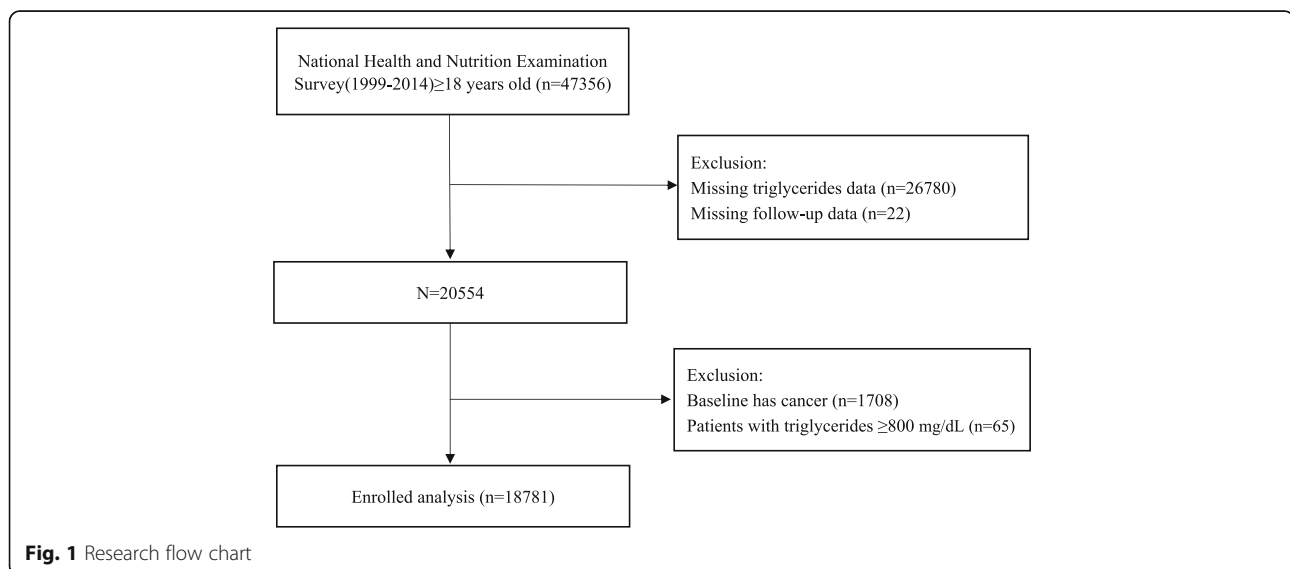 National Health and Nutrition Examination
Survey(1999-2014)≥18 years old (n=47356)
Exclusion:
Missing triglycerides data (n=26780)
Missing follow-up data (n=22)
N=20554
Exclusion:
Baseline has cancer (n=1708)
Patients with triglycerides ≥800 mg/dL (n=65)
Enrolled analysis (n=18781)
Fig. 1 Research flow chart